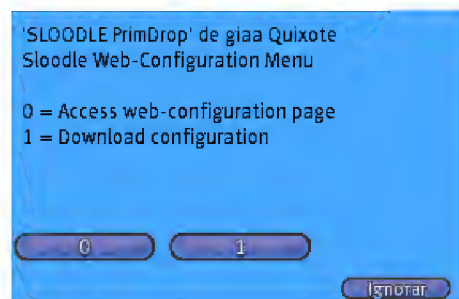 'SLOODLE PrimDrop' de giaa Quixote
Sloodle Web-Configuration Menu
0 = Access web-configuration page
1 = Download configuration
0 1
Ignorar